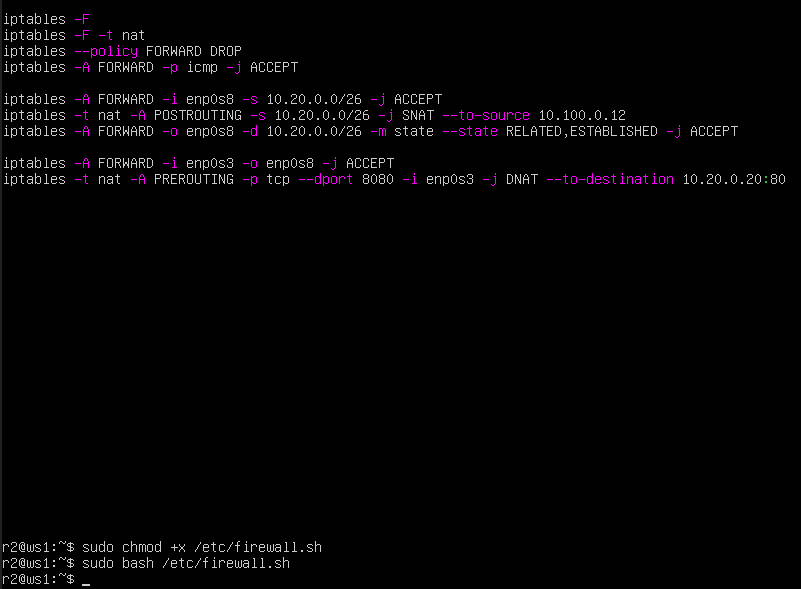 iptables -F
iptables -F -t nat
iptables --policy FORWARD DROP
iptables -A FORWARD -p icmp -j ACCEPT
iptables -A FORWARD -i enp0s8 -s 10.20.0.0/26 -j ACCEPT
iptables -t nat -A POSTROUTING -s 10.20.0.0/26 -j SNAT --to-source 10.100.0.12
iptables -A FORWARD -o enp0s8 -d 10.20.0.0/26 -m state --state RELATED,ESTABLISHED -j ACCEPT
iptables -A FORWARD -i enp0s3 -o enp0s8 -j ACCEPT
iptables -t nat -A PREROUTING -p tcp --dport 8080 -i enp0s3 -j DNAT --to-destination 10.20.0.20:80
r2@ws1:~$ sudo chmod +x /etc/firewall.sh
r2@ws1:~$ sudo bash /etc/firewall.sh
r2@ws1:~$ _